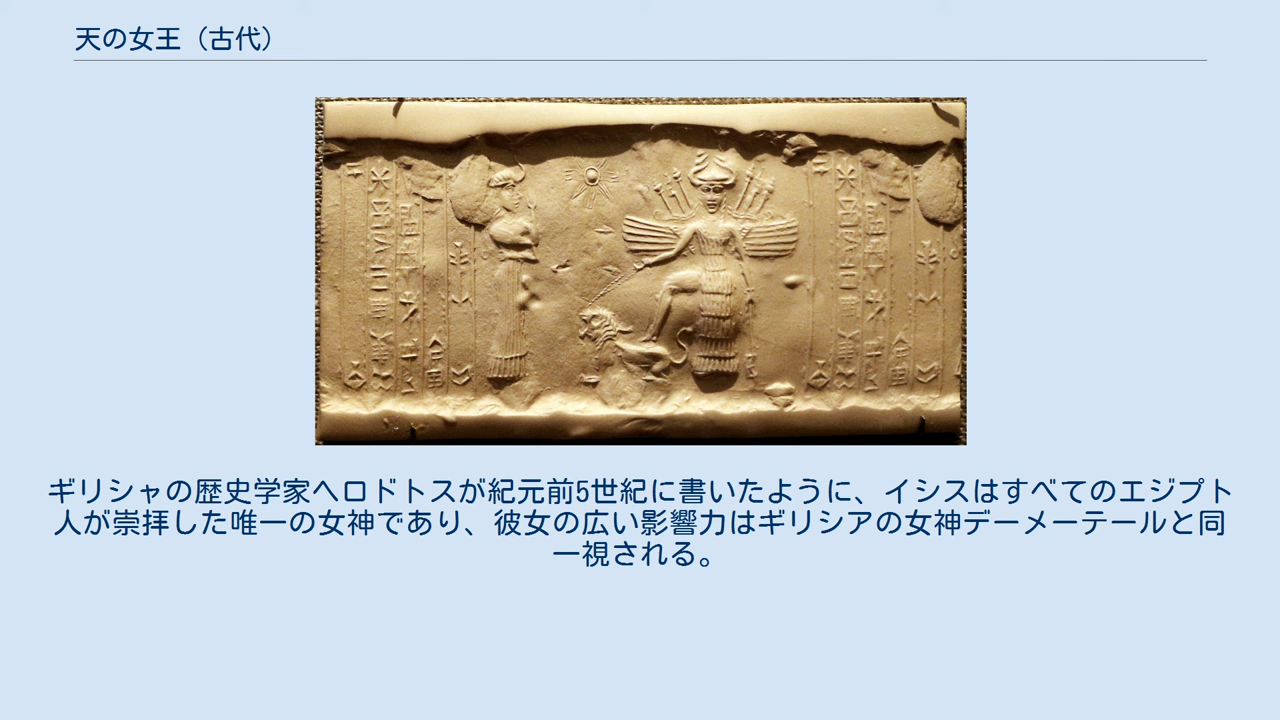 天の女王（古代）
ギリシャの歴史学家ヘロドトスが紀元前5世紀に書いたように、イシスはすべてのエジプト
人が崇拝した唯一の女神であり、彼女の広い影響力はギリシアの女神デーメーテールと同
一視される。